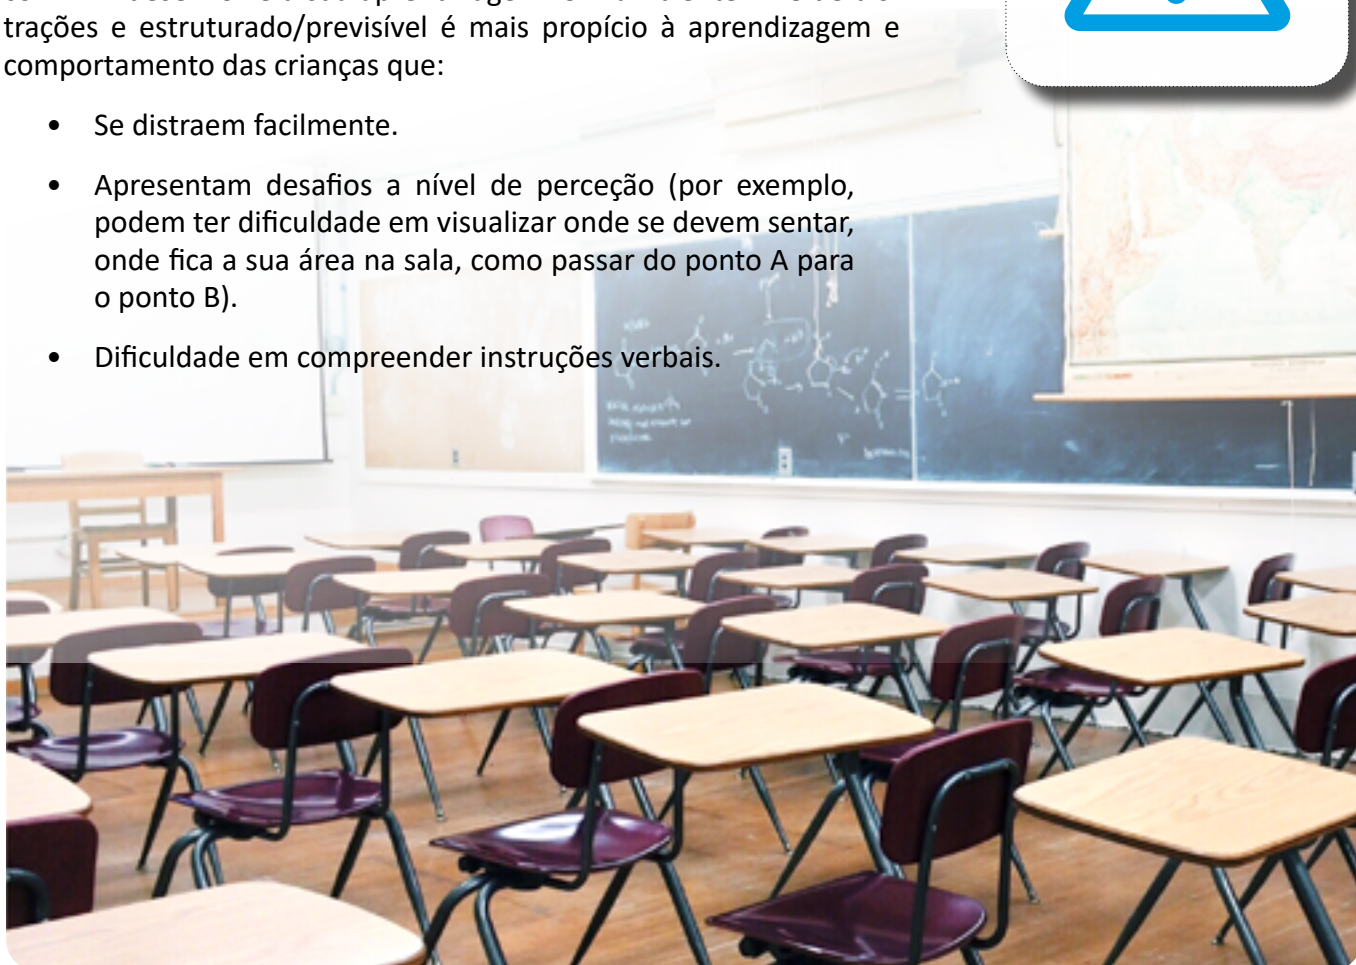 trações e estruturado/previsível é mais propício à aprendizagem e
comportamento das crianças que:
• Se distraem facilmente.
• Apresentam desafios a nível de perceção (por exemplo,
podem ter dificuldade em visualizar onde se devem sentar,
onde fica a sua área na sala, como passar do ponto A para
o ponto B).
• Dificuldade em compreender instruções verbais.